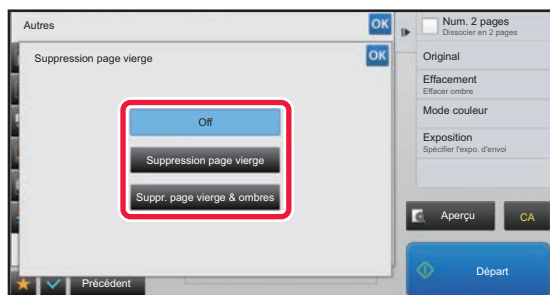 Autres
OK
Suppression page vierge
OK
Off
Suppression page vierge
Suppr. page vierge & ombres
Précédent
Num. 2 pages
Dissocier en 2 pages
Original
Effacement
Effacer ombre
Mode couleur
Exposition
Spécifier l'expo. d'envoi
Aperçu
CA
Départ